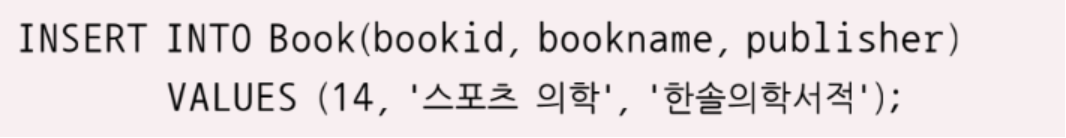 INSERT INTO Book(bookid, bookname, publisher)
VALUES (14, '스포츠 의학', '한솔의학서적');